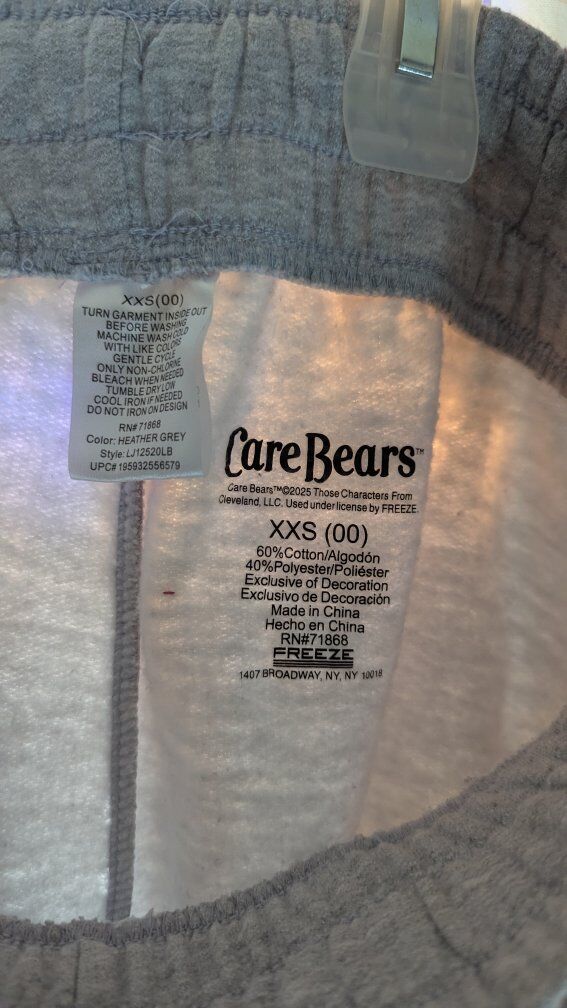 XXS(00)
TURN GARMENT INSIDE OUT
BEFORE WASHING
MACHINE WASH COLD
WITH LIKE COLORS
GENTLE CYCLE
ONLY NON-CHLORINE
BLEACH WHEN NEEDED
TUMBLE DRY LOW
COOL IRON IF NEEDED
DO NOT IRON ON DESIGN
RN# 71868
Color: HEATHER GREY
Style: LJ12520LB
UPC# 195932556579
Care Bears™
Care Bears™©2025 Those Characters From
Cleveland, LLC. Used under license by FREEZE.
XXS (00)
60%Cotton/Algodón
40%Polyester/Poliéster
Exclusive of Decoration
Exclusivo de Decoración
Made in China
Hecho en China
RN#71868
FREEZE
1407 BROADWAY, NY, NY 10018